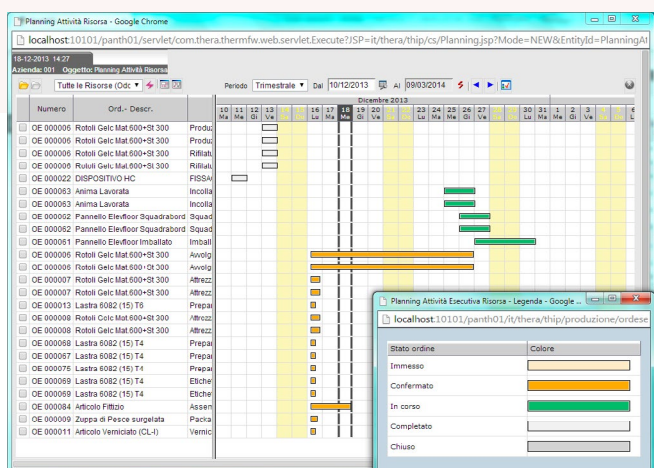 Planning Attività Risorsa - Google Chrome
localhost:10101/panth01/servlet/com.thera.thermfw.web.servlet.Execute?JSP=it/thera/thip/cs/Planning.jsp?Mode=NEW&EntityId=PlanningAt
18-12-2013 14:27
Azienda: 001 Oggetto: Planning Attività Risorsa
Tutte le Risorse (Odc Periodo Trimestrale Dal 10/12/2013 Al 09/03/2014
Dicembre 2013
Numero Ord.- Descr. 10 11 12 13 16 17 18 19 20 23 24 25 26 27 30 31 1 2 3 6
Ma Me Gi Ve Lu Ma Me Gi Ve Lu Ma Me Gi Ve Lu Ma Me Gi Ve L
OE 000006 Rotoli Gelc Mat.600+St 300 Produz
OE 000006 Rotoli Gelc Mat.600+St 300 Produz
OE 000006 Rotoli Gelc Mat.600+St 300 Rifilatu
OE 000006 Rotoli Gelc Mat.600+St 300 Rifilatu
OE 000022 DISPOSITIVO HC FISSA
OE 000063 Anima Lavorata Incolla
OE 000063 Anima Lavorata Incolla
OE 000062 Pannello Elevfloor Squadrabord Squad
OE 000062 Pannello Elevfloor Squadrabord Squad
OE 000061 Pannello Elevfloor Imballato Imball
OE 000006 Rotoli Gelc Mat.600+St 300 Avvolg
OE 000006 Rotoli Gelc Mat.600+St 300 Avvolg
OE 000007 Rotoli Gelc Mat.600+St 300 Attrezz
OE 000007 Rotoli Gelc Mat.600+St 300 Attrezz
OE 000013 Lastra 6082 (15) T6 Prepar
OE 000008 Rotoli Gelc Mat.600+St 300 Attrezz
OE 000008 Rotoli Gelc Mat.600+St 300 Attrezz
OE 000068 Lastra 6082 (15) T4 Prepar
OE 000067 Lastra 6082 (15) T4 Prepar
OE 000075 Lastra 6082 (15) T4 Prepar
OE 000069 Lastra 6082 (15) T4 Etichet
OE 000069 Lastra 6082 (15) T4 Etichet
OE 000084 Articolo Fittizio Assem
OE 000009 Zuppa di Pesce surgelata Packa
OE 000011 Articolo Verniciato (CL-I) Vernic
Planning Attività Esecutiva Risorsa - Legenda - Google ...
localhost:10101/panth01/it/thera/thip/produzione/ordese
Stato ordine Colore
Immesso
Confermato
In corso
Completato
Chiuso